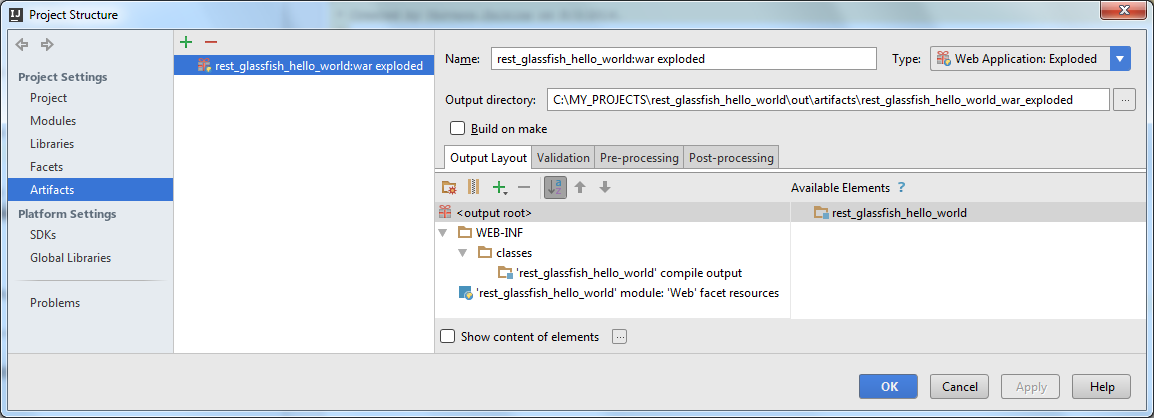 Project Structure
Project Settings
Project
Modules
Libraries
Facets
Artifacts
Platform Settings
SDKs
Global Libraries
Problems
rest_glassfish_hello_world:war exploded
Name: rest_glassfish_hello_world:war exploded Type: Web Application: Exploded
Output directory: C:\MY_PROJECTS\rest_glassfish_hello_world\out\artifacts\rest_glassfish_hello_world_war_exploded ...
Build on make
Output Layout Validation Pre-processing Post-processing
Available Elements ?
<output root>
WEB-INF
classes
'rest_glassfish_hello_world' compile output
'rest_glassfish_hello_world' module: 'Web' facet resources
rest_glassfish_hello_world
Show content of elements ...
OK Cancel Apply Help